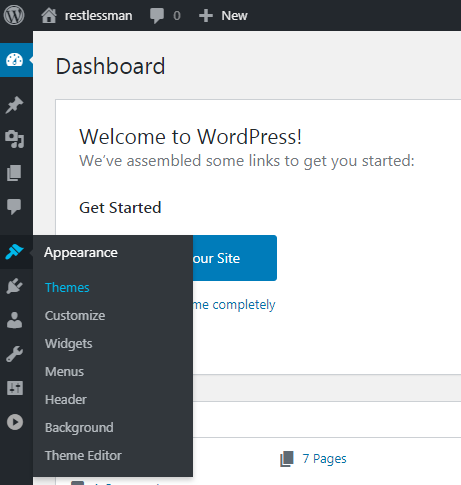 restlessman 0 New
Dashboard
Welcome to WordPress!
We've assembled some links to get you started:
Get Started
Appearance
our Site
Themes
me completely
Customize
Widgets
Menus
Header
Background
Theme Editor
7 Pages